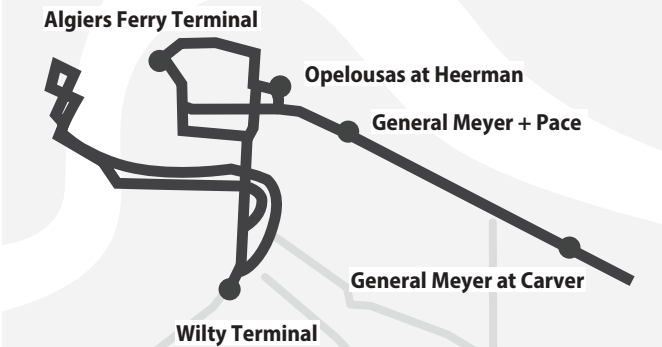 Algiers Ferry Terminal
Opelousas at Heerman
General Meyer + Pace
General Meyer at Carver
Wilty Terminal